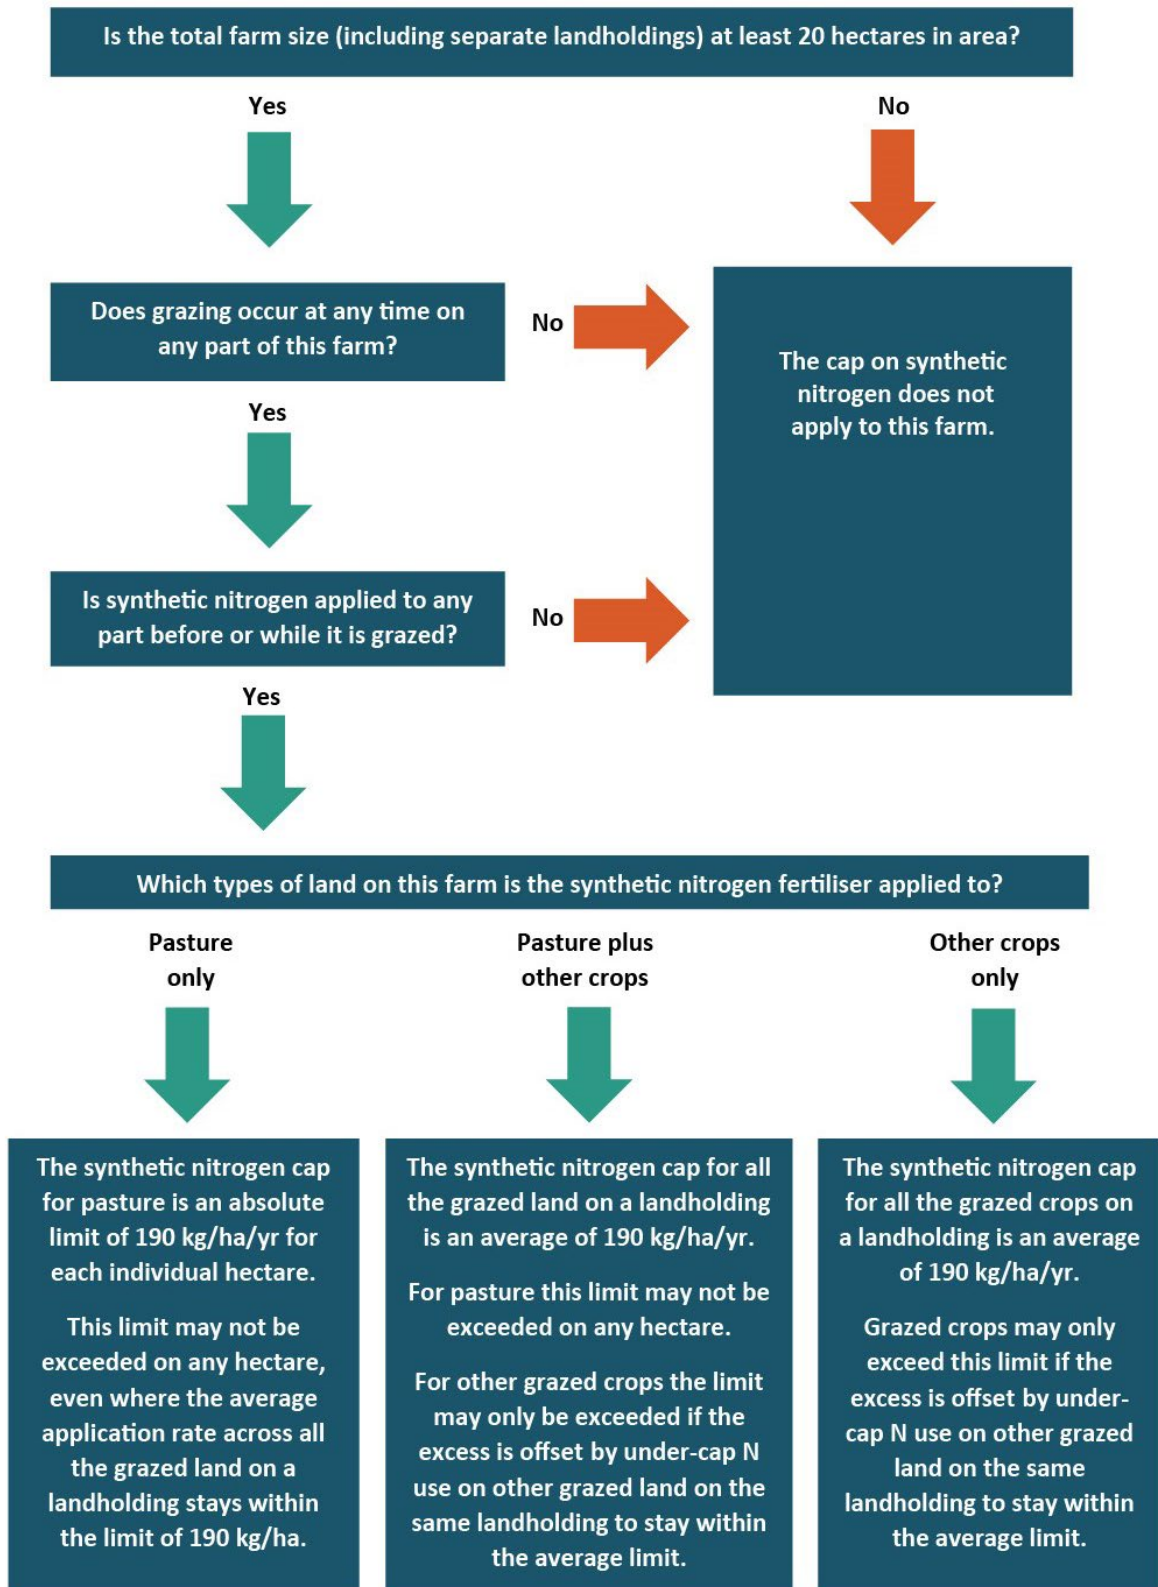 Is the total farm size (including separate landholdings) at least 20 hectares in area?
Yes
No
Does grazing occur at any time on
any part of this farm?
No
The cap on synthetic
nitrogen does not
apply to this farm.
Yes
Is synthetic nitrogen applied to any
part before or while it is grazed?
No
Yes
Which types of land on this farm is the synthetic nitrogen fertiliser applied to?
Pasture
only
Pasture plus
other crops
Other crops
only
The synthetic nitrogen cap
for pasture is an absolute
limit of 190 kg/ha/yr for
each individual hectare.
This limit may not be
exceeded on any hectare,
even where the average
application rate across all
the grazed land on a
landholding stays within
the limit of 190 kg/ha.
The synthetic nitrogen cap for all
the grazed land on a landholding
is an average of 190 kg/ha/yr.
For pasture this limit may not be
exceeded on any hectare.
For other grazed crops the limit
may only be exceeded if the
excess is offset by under-cap N
use on other grazed land on the
same landholding to stay within
the average limit.
The synthetic nitrogen cap
for all the grazed crops on
a landholding is an average
of 190 kg/ha/yr.
Grazed crops may only
exceed this limit if the
excess is offset by under-
cap N use on other grazed
land on the same
landholding to stay within
the average limit.